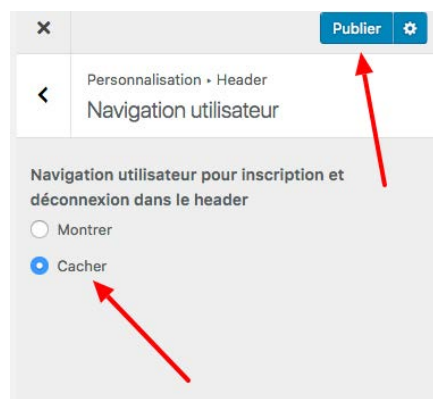 Publier
Personnalisation • Header
Navigation utilisateur
Navigation utilisateur pour inscription et
déconnexion dans le header
Montrer
Cacher